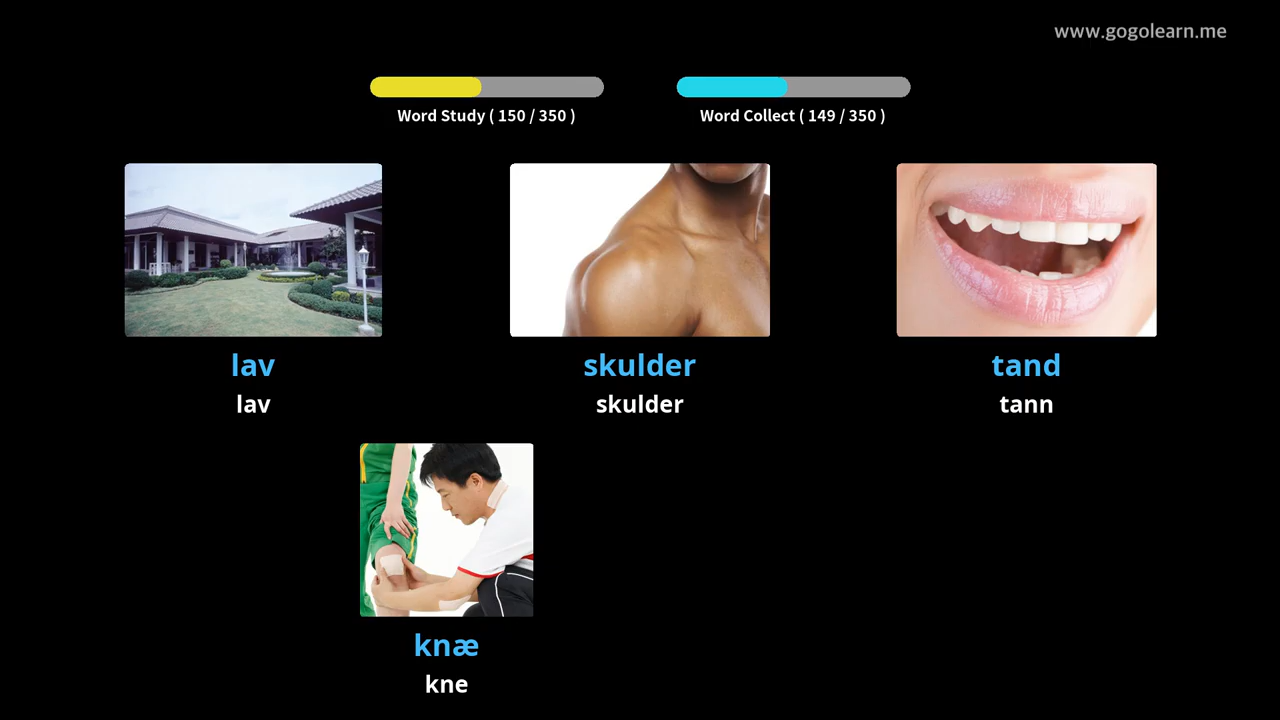 www.gogolearn.me
Word Study ( 150 / 350 )
Word Collect ( 149 / 350 )
lav
lav
skulder
skulder
tand
tann
knæ
kne